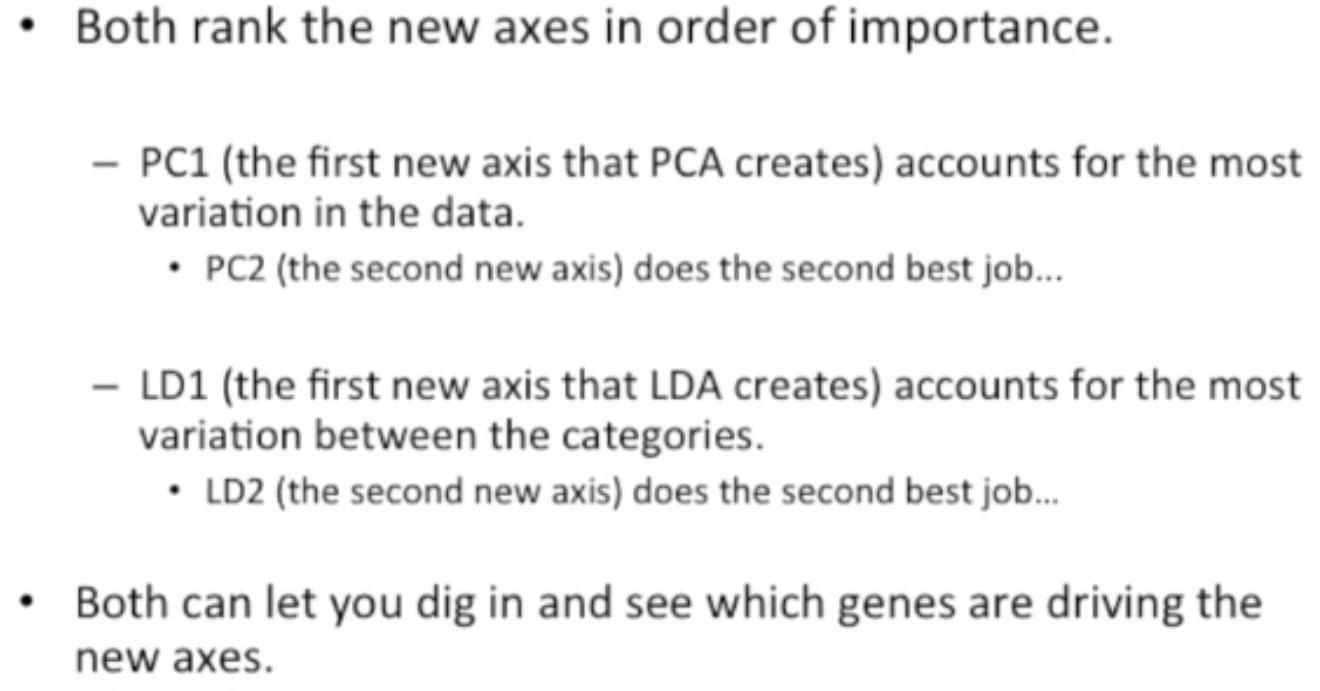 • Both rank the new axes in order of importance.
– PC1 (the first new axis that PCA creates) accounts for the most
variation in the data.
• PC2 (the second new axis) does the second best job...
– LD1 (the first new axis that LDA creates) accounts for the most
variation between the categories.
• LD2 (the second new axis) does the second best job...
• Both can let you dig in and see which genes are driving the
new axes.